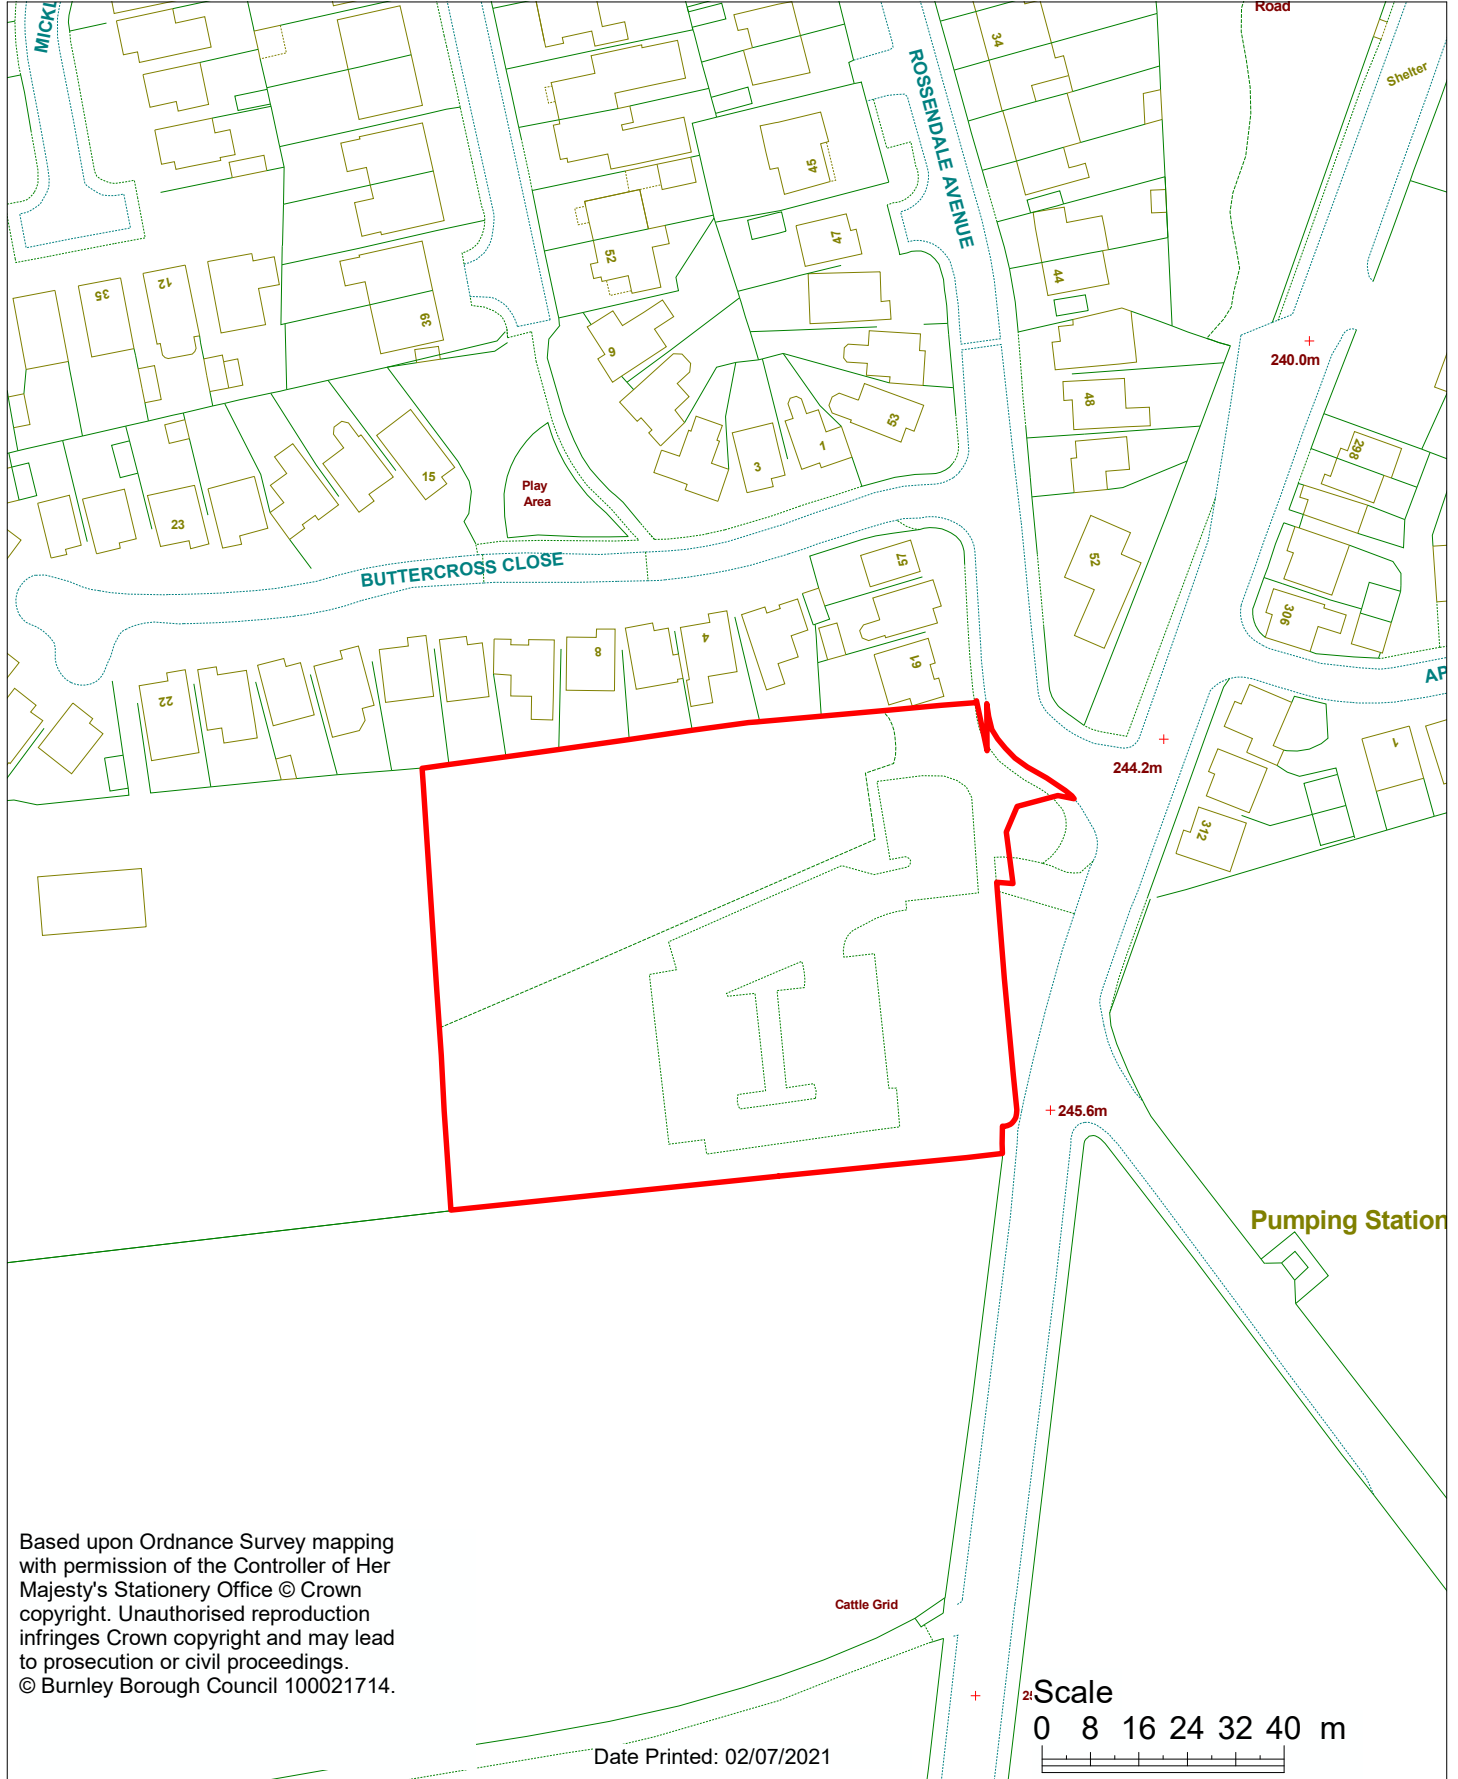 MICKL
Road
34
Shelter
ROSSENDALE AVENUE
45
47
52
44
35
12
39
9
240.0m
48
53
1
3
15
Play
Area
298
23
BUTTERCROSS CLOSE
57
52
306
4
8
61
22
AP
244.2m
1
312
245.6m
Pumping Station
Based upon Ordnance Survey mapping
with permission of the Controller of Her
Majesty's Stationery Office © Crown
copyright. Unauthorised reproduction
infringes Crown copyright and may lead
to prosecution or civil proceedings.
© Burnley Borough Council 100021714.
Cattle Grid
Scale
0 8 16 24 32 40 m
Date Printed: 02/07/2021